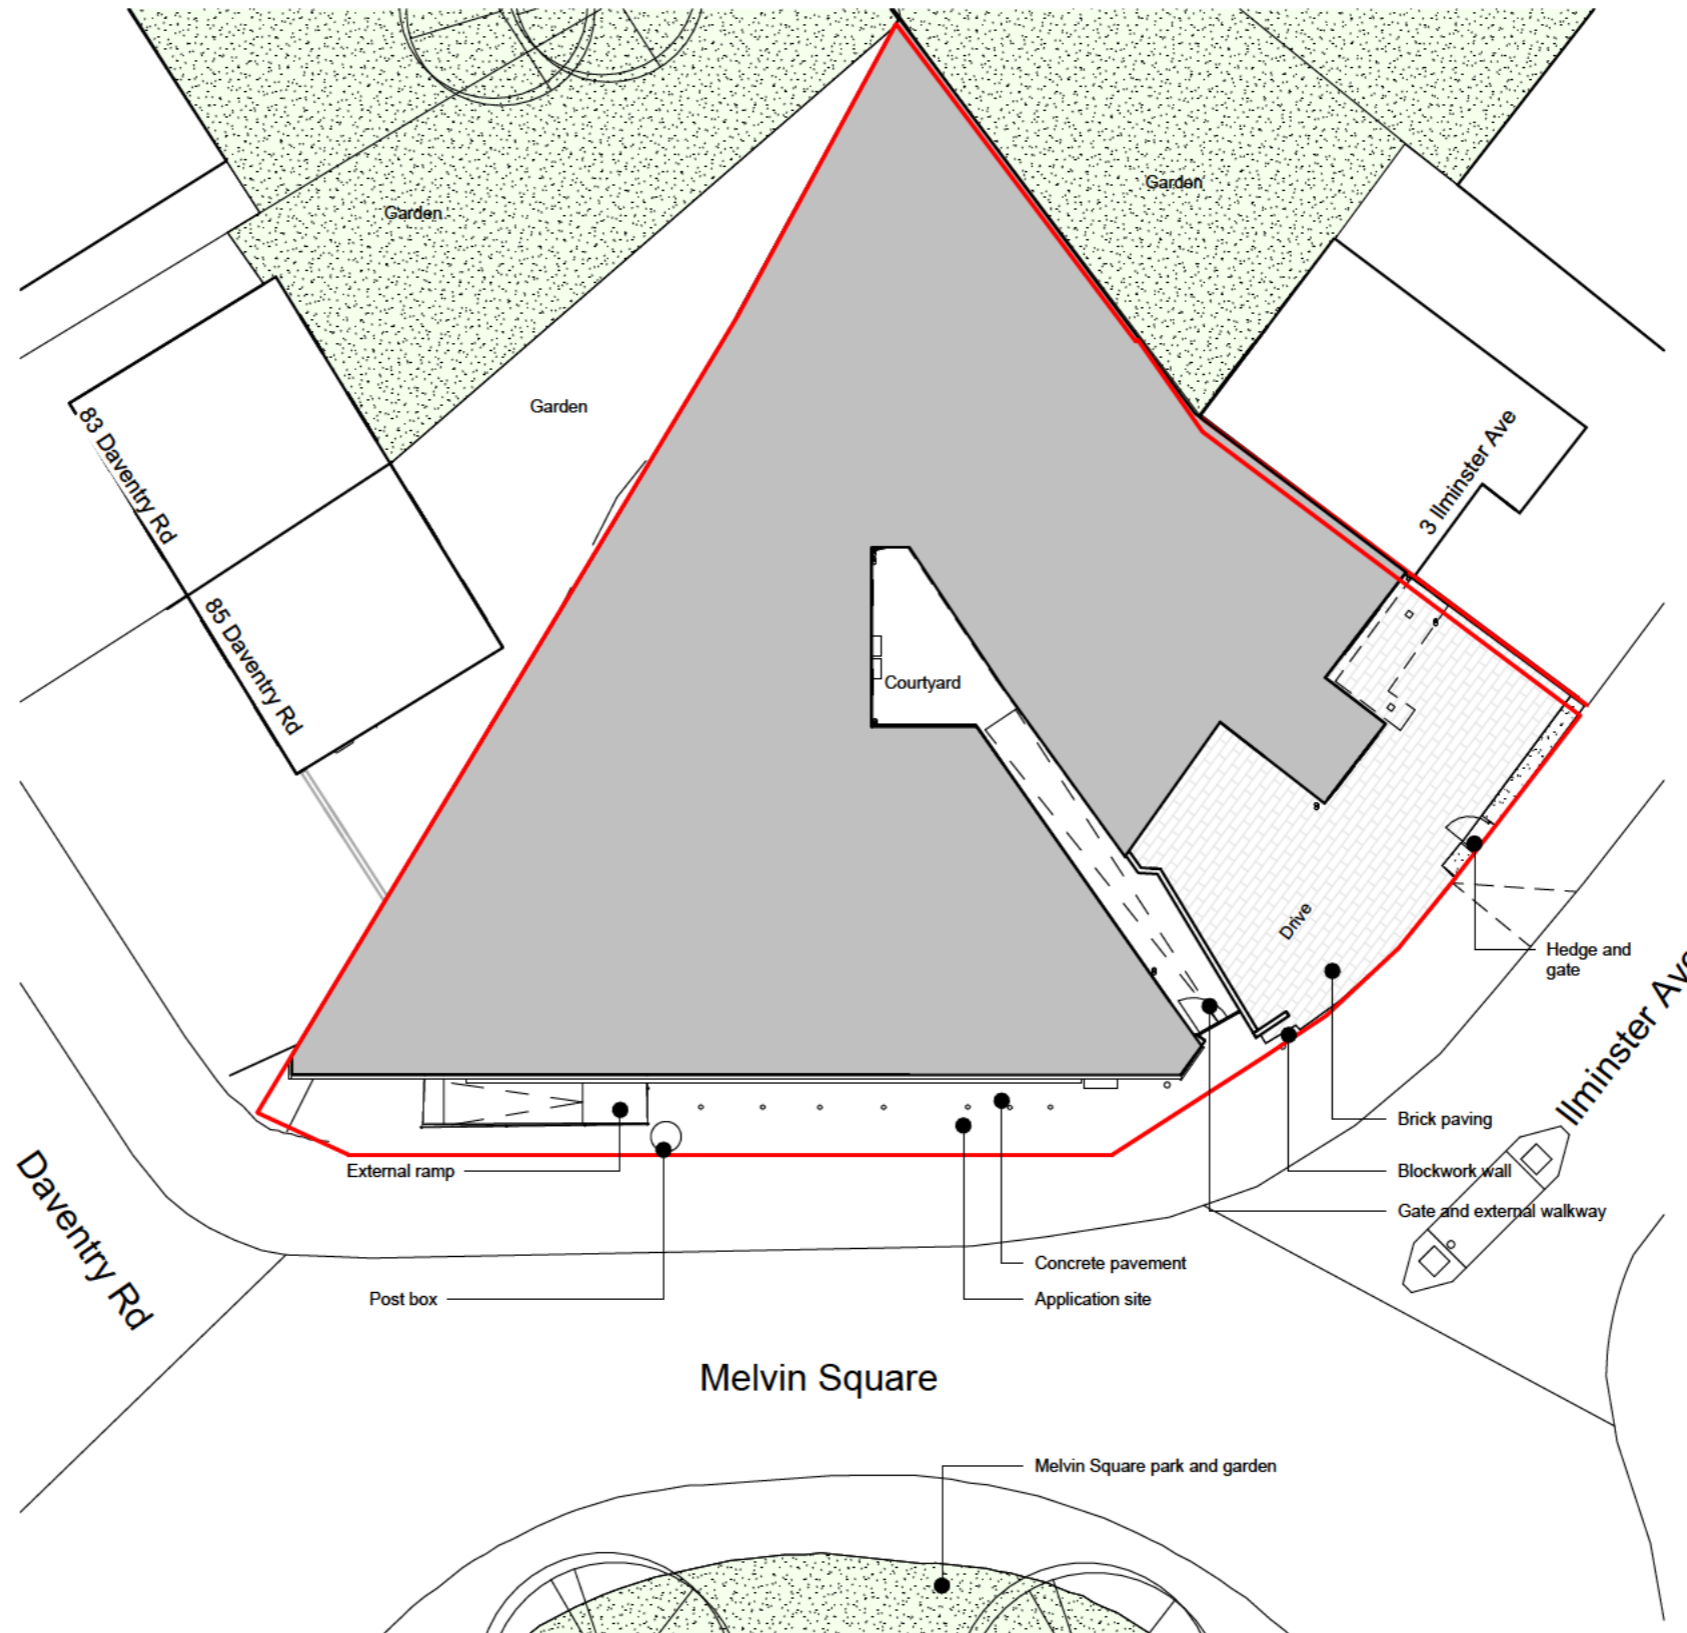 Garden
Garden
Garden
83 Daventry Rd
85 Daventry Rd
3 Ilminster Ave
Courtyard
Drive
Hedge and
gate
Ilminster Ave
Brick paving
Blockwork wall
Gate and external walkway
External ramp
Concrete pavement
Post box
Application site
Daventry Rd
Melvin Square
Melvin Square park and garden